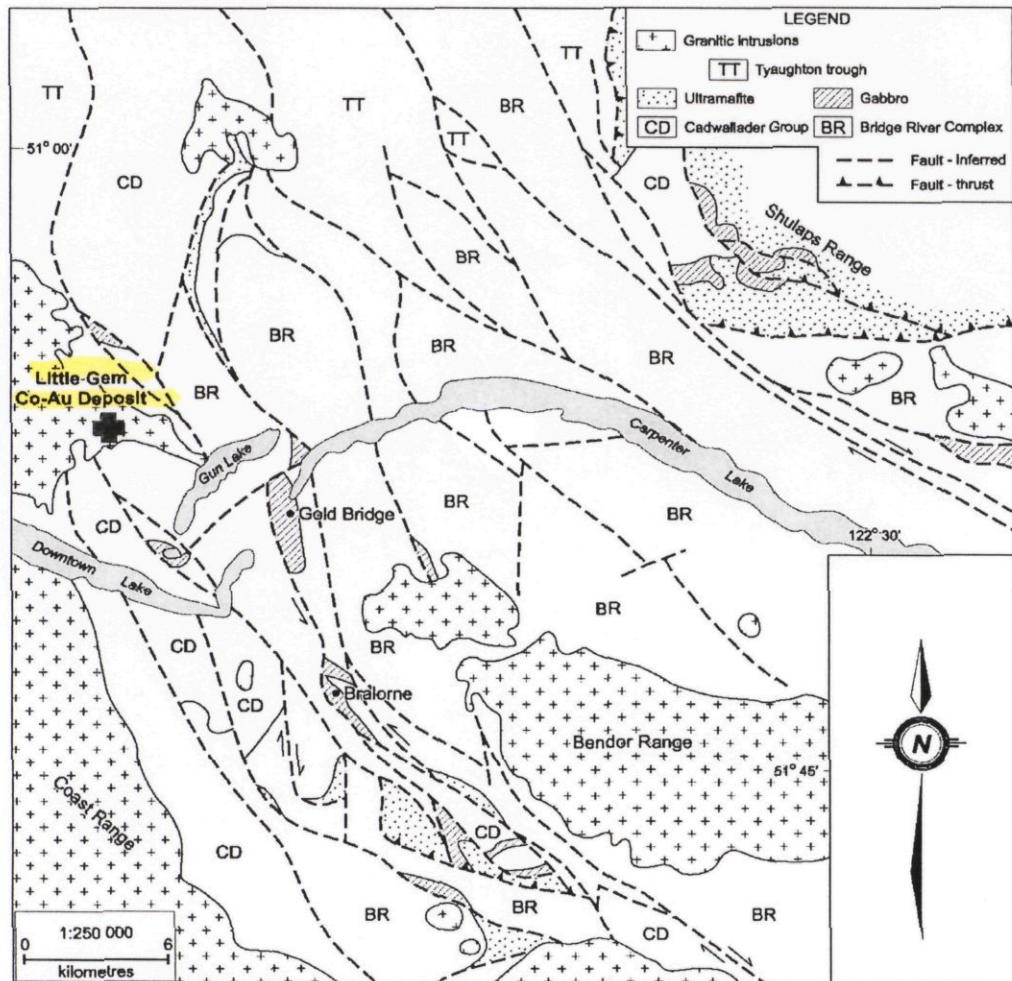 LEGEND
Granitic Intrusions
TT Tyaughton trough
Ultramafite
Gabbro
CD Cadwallader Group
BR Bridge River Complex
Fault - Inferred
Fault - thrust
TT
TT
TT
BR
TT
51° 00'
CD
CD
Shulaps Range
BR
BR
BR
BR
Little Gem
Co-Au Deposit
BR
BR
Gun Lake
Carpenter
Lake
CD
Gold Bridge
BR
BR
122° 30'
Downtown
Lake
BR
CD
BR
CD
Bralorne
Bendor Range
N
51° 45'
Coast Range
CD
CD
BR
BR
BR
CD
1:250 000
0 6
kilometres